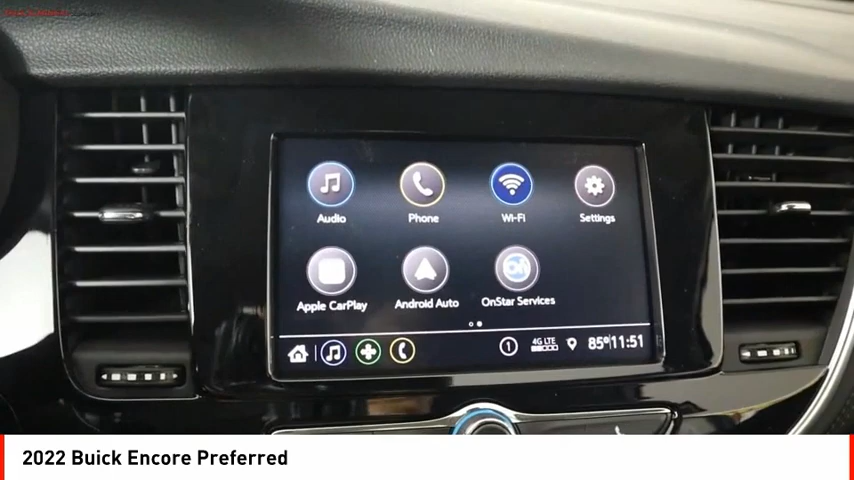 Audio Phone Wi-Fi Settings
Apple CarPlay Android Auto OnStar Services
1 4G LTE 85° 11:51
2022 Buick Encore Preferred